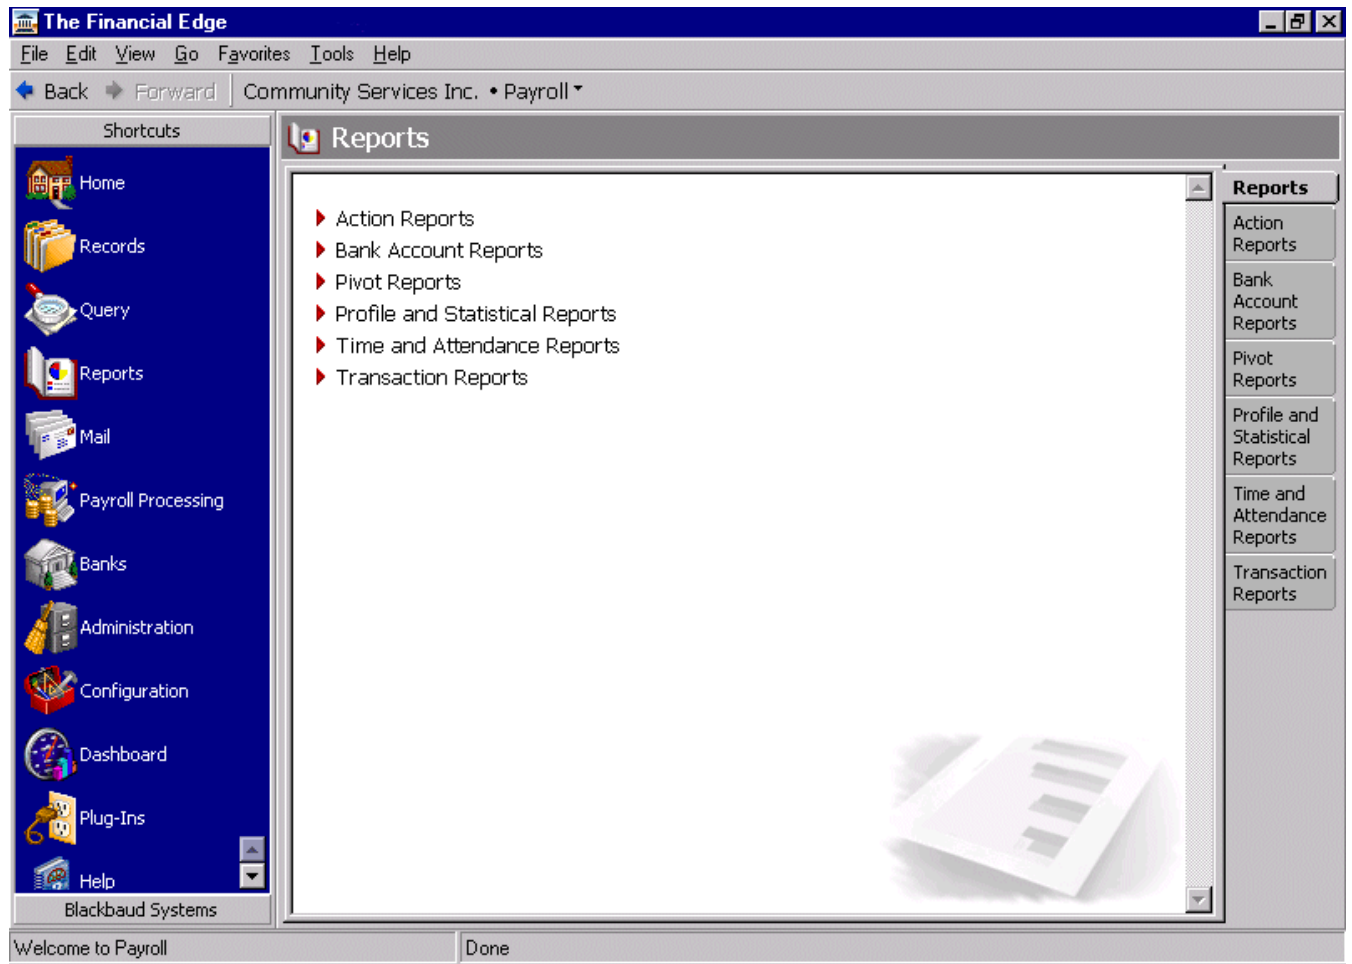 The Financial Edge
File Edit View Go Favorites Tools Help
Back Forward Community Services Inc. • Payroll
Shortcuts
Home
Records
Query
Reports
Mail
Payroll Processing
Banks
Administration
Configuration
Dashboard
Plug-Ins
Help
Blackbaud Systems
Reports
Action Reports
Bank Account Reports
Pivot Reports
Profile and Statistical Reports
Time and Attendance Reports
Transaction Reports
Reports
Action
Reports
Bank
Account
Reports
Pivot
Reports
Profile and
Statistical
Reports
Time and
Attendance
Reports
Transaction
Reports
Welcome to Payroll
Done